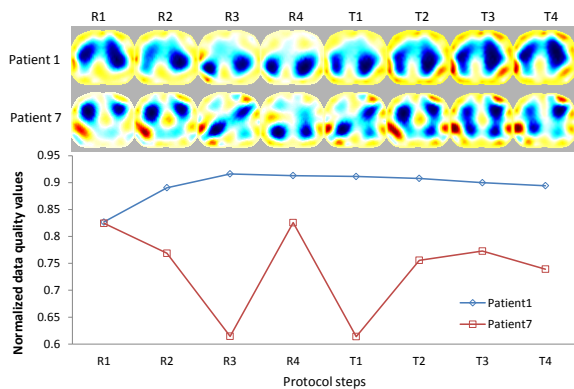 R1 R2 R3 R4 T1 T2 T3 T4
Patient 1
Patient 7
Normalized data quality values
0.95
0.9
0.85
0.8
0.75
0.7
0.65
0.6
Patient1
Patient7
R1 R2 R3 R4 T1 T2 T3 T4
Protocol steps